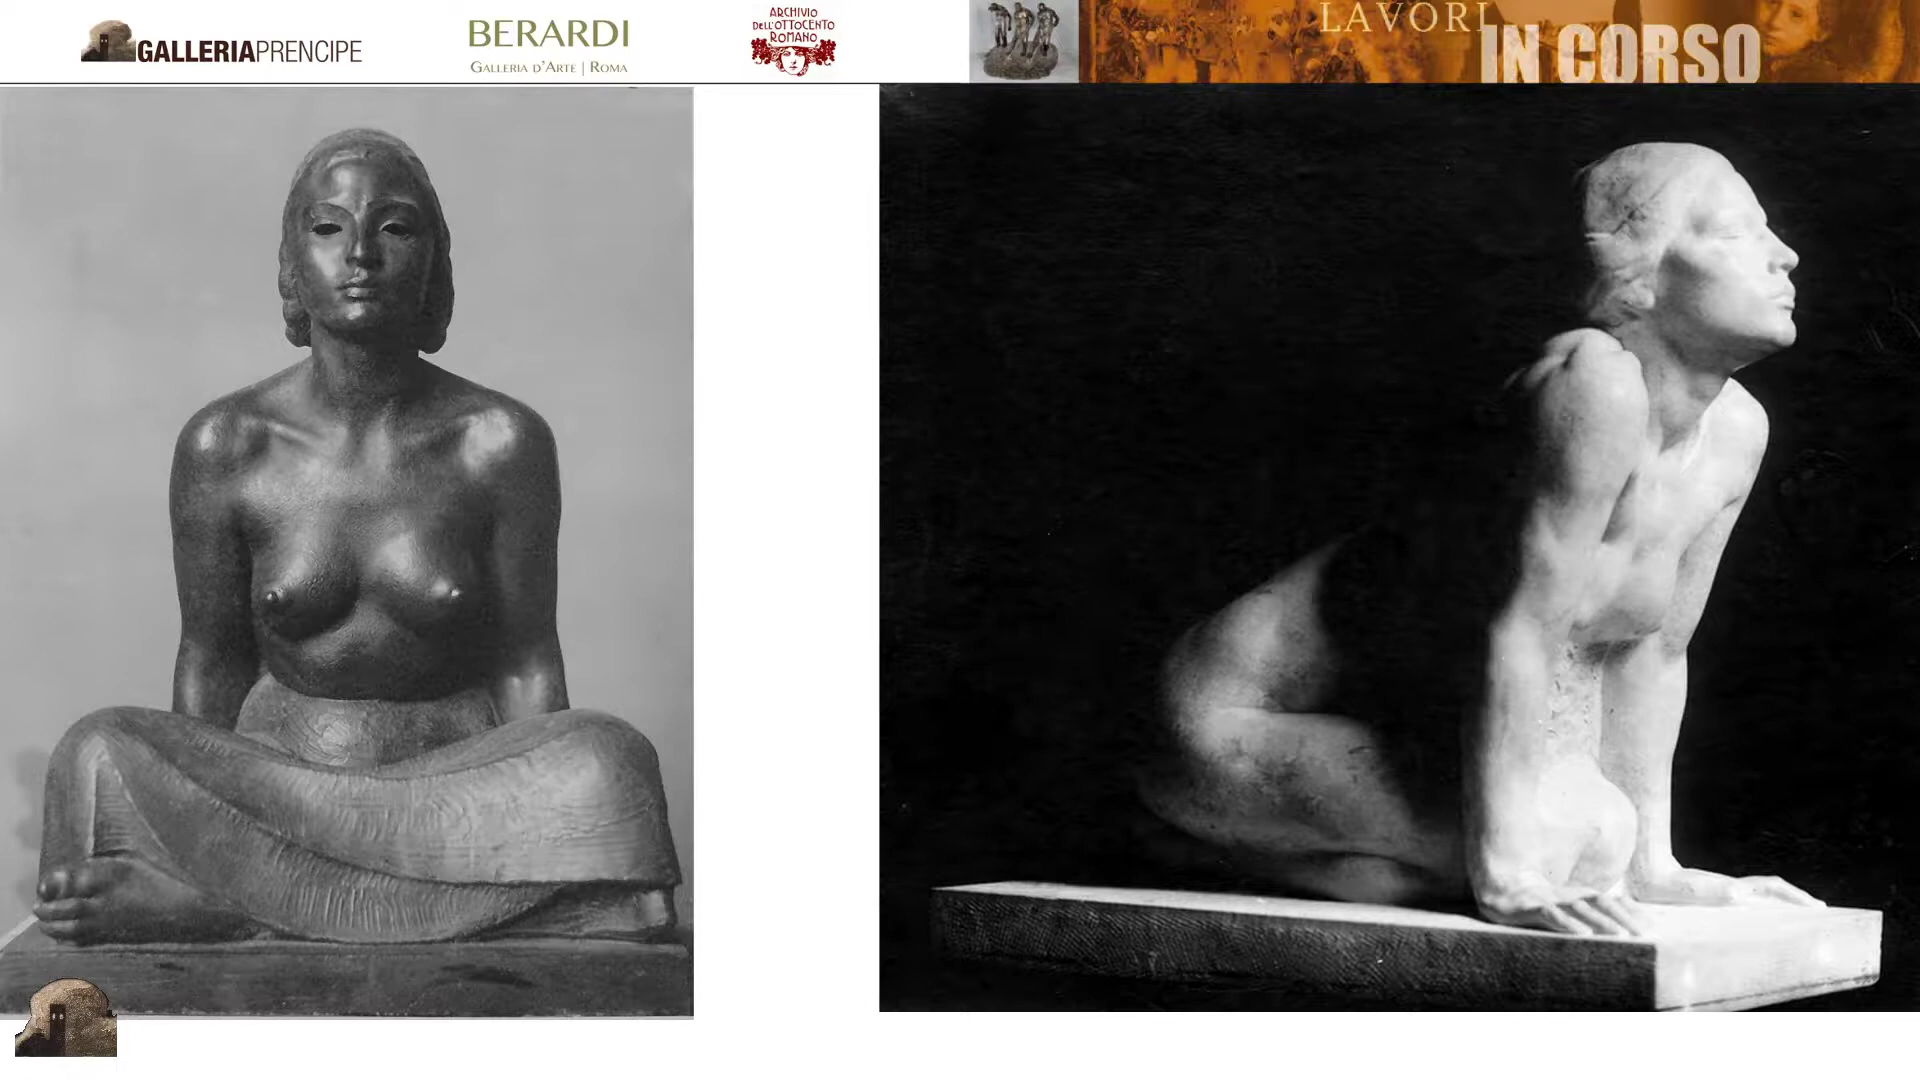 GALLERIAPRENCIPE
BERARDI
GALLERIA D'ARTE | ROMA
ARCHIVIO
DELL'OTTOCENTO
ROMANO
LAVORI
IN CORSO